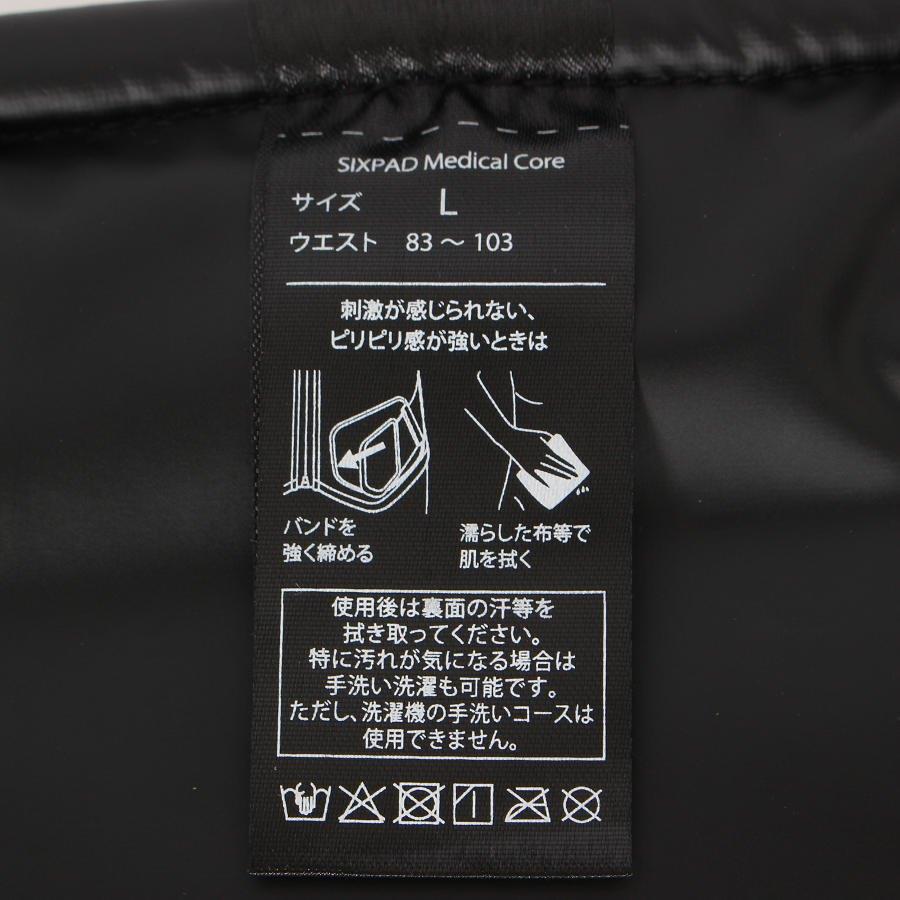 SIXPAD Medical Core
サイズ L
ウエスト 83～103
刺激が感じられない、
ピリピリ感が強いときは
バンドを
強く締める
濡らした布等で
肌を拭く
使用後は裏面の汗等を
拭き取ってください。
特に汚れが気になる場合は
手洗い洗濯も可能です。
ただし、洗濯機の手洗いコースは
使用できません。